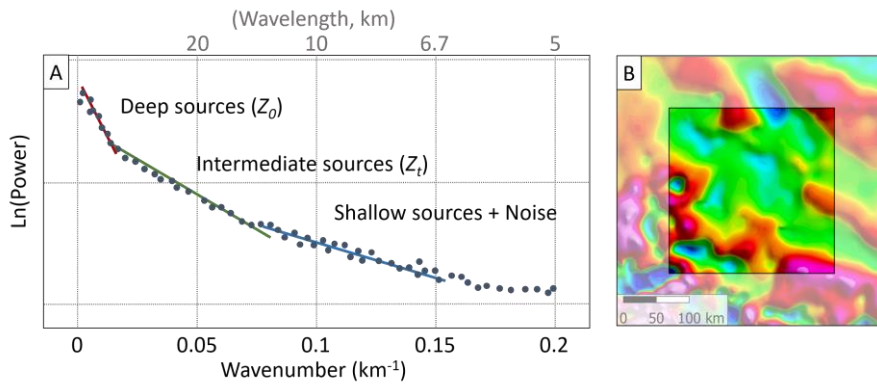 (Wavelength, km)
20 10 6.7 5
A
Deep sources (Z0)
Intermediate sources (Zt)
Shallow sources + Noise
Ln(Power)
0 0.05 0.1 0.15 0.2
Wavenumber (km-1)
B
0 50 100 km